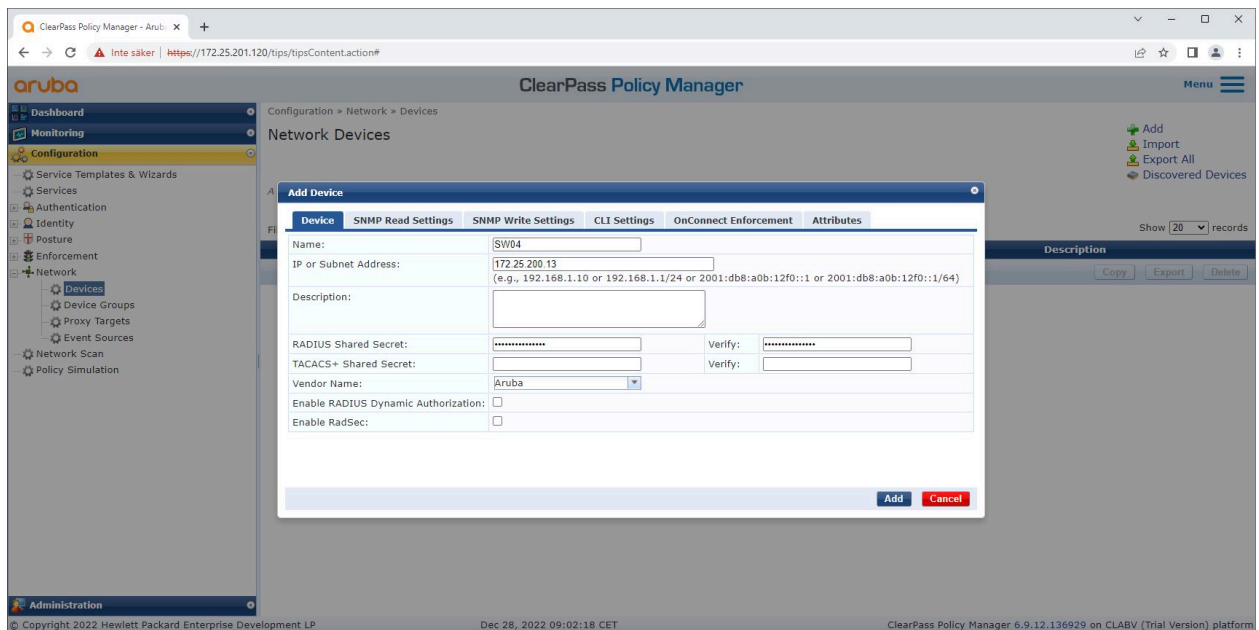 ClearPass Policy Manager - Arub
Inte säker | https://172.25.201.120/tips/tipsContent.action#
aruba
ClearPass Policy Manager
Menu
Dashboard
Monitoring
Configuration
Service Templates & Wizards
Services
Authentication
Identity
Posture
Enforcement
Network
Devices
Device Groups
Proxy Targets
Event Sources
Network Scan
Policy Simulation
Administration
Configuration » Network » Devices
Network Devices
Add
Import
Export All
Discovered Devices
A
Fi
Show 20 records
Description
Copy Export Delete
Add Device
Device SNMP Read Settings SNMP Write Settings CLI Settings OnConnect Enforcement Attributes
Name: SW04
IP or Subnet Address: 172.25.200.13
(e.g., 192.168.1.10 or 192.168.1.1/24 or 2001:db8:a0b:12f0::1 or 2001:db8:a0b:12f0::1/64)
Description:
RADIUS Shared Secret: ••••••••••••••• Verify: •••••••••••••••
TACACS+ Shared Secret: Verify:
Vendor Name: Aruba
Enable RADIUS Dynamic Authorization:
Enable RadSec:
Add Cancel
© Copyright 2022 Hewlett Packard Enterprise Development LP Dec 28, 2022 09:02:18 CET ClearPass Policy Manager 6.9.12.136929 on CLABV (Trial Version) platform